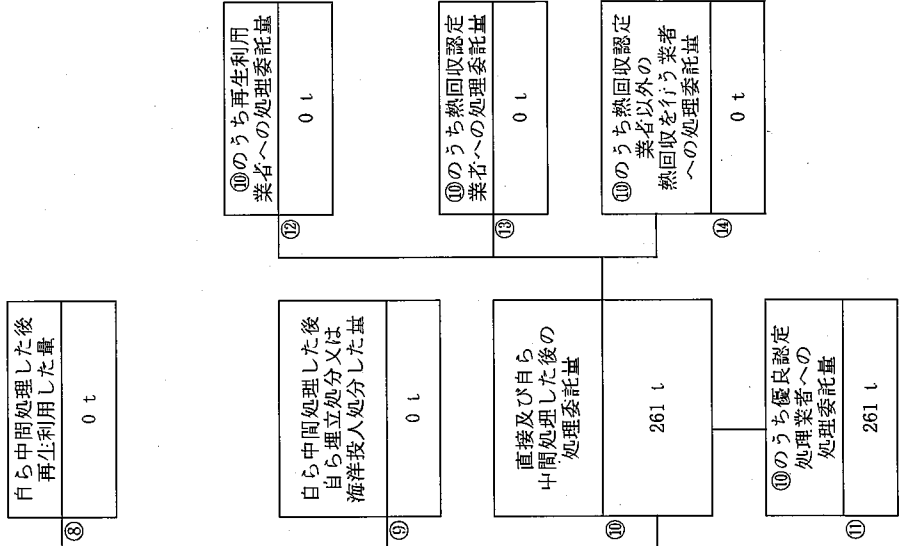 ⑧
自ら中間処理した後
再生利用した量
0 t
⑨
自ら中間処理した後
自ら埋立処分又は
海洋投入処分した量
0 t
⑩
直接及び自ら
中間処理した後の
処理委託量
261 t
⑪
⑩のうち優良認定
処理業者への
処理委託量
261 t
⑫
⑩のうち再生利用
業者への処理委託量
0 t
⑬
⑩のうち熱回収認定
業者への処理委託量
0 t
⑭
⑩のうち熱回収認定
業者以外の
熱回収を行う業者
への処理委託量
0 t